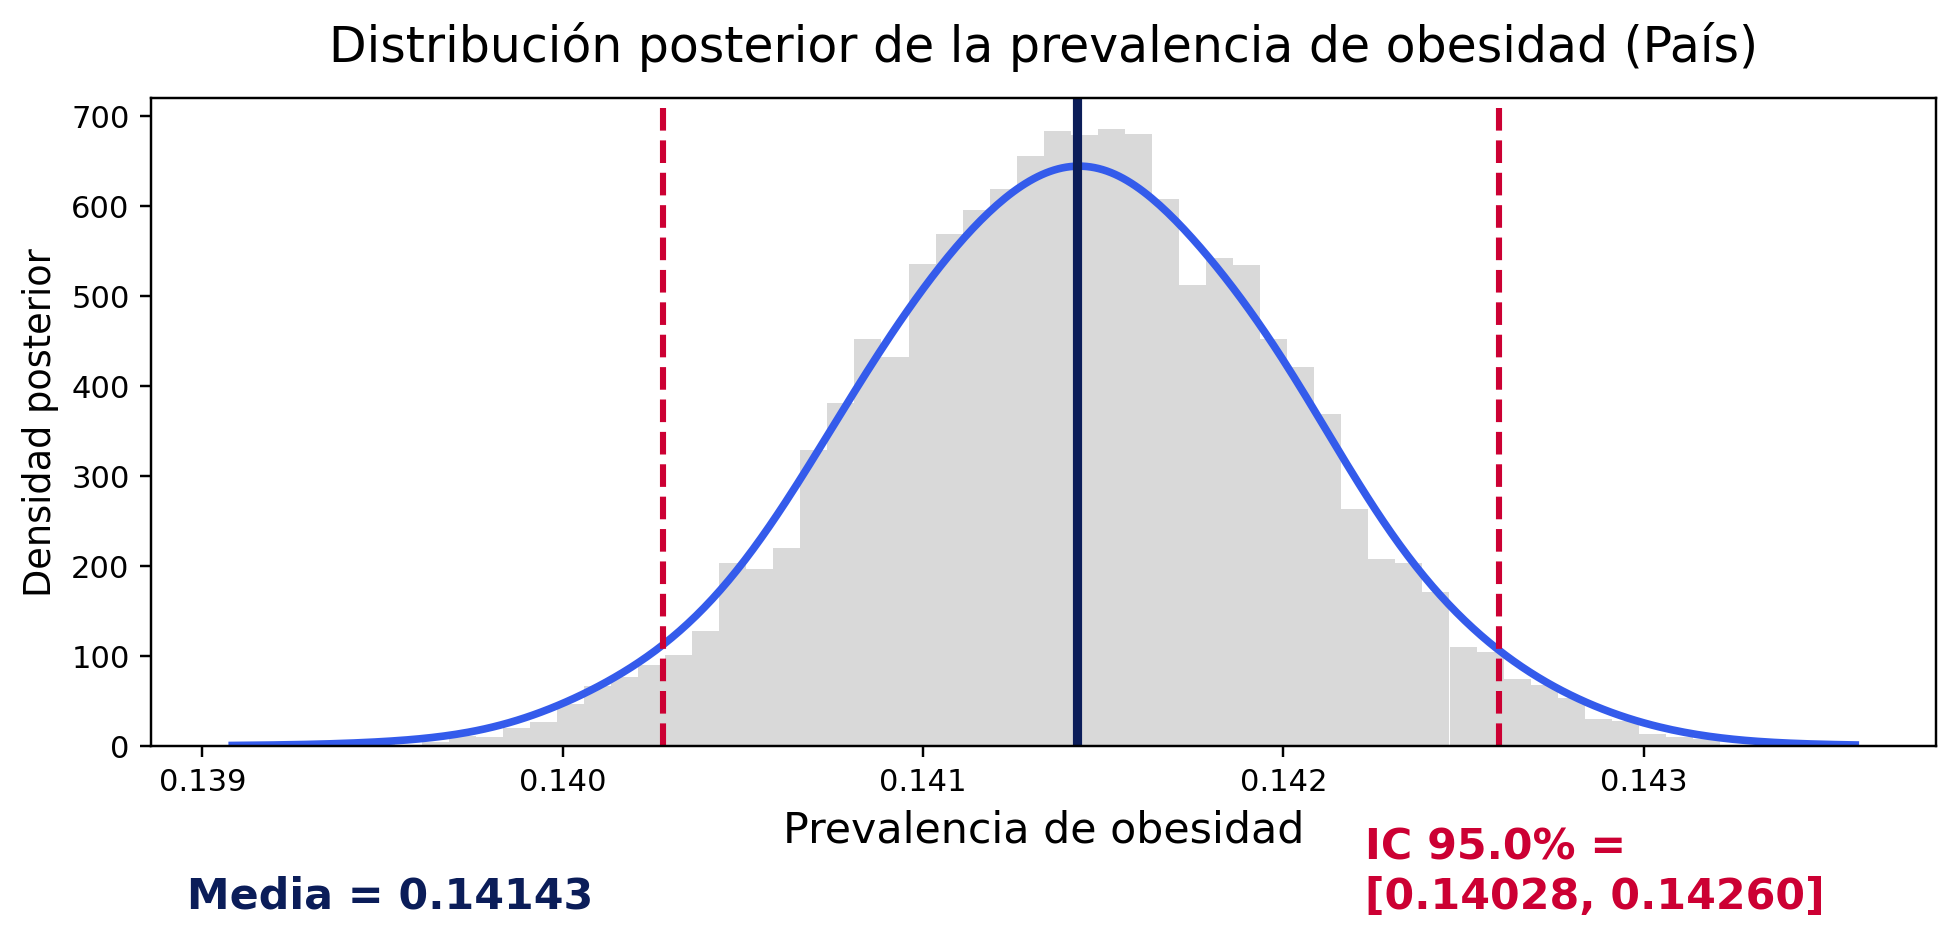 Distribución posterior de la prevalencia de obesidad (País)
Densidad posterior
700
600
500
400
300
200
100
0
0.139 0.140 0.141 0.142 0.143
Prevalencia de obesidad
Media = 0.14143
IC 95.0% =
[0.14028, 0.14260]